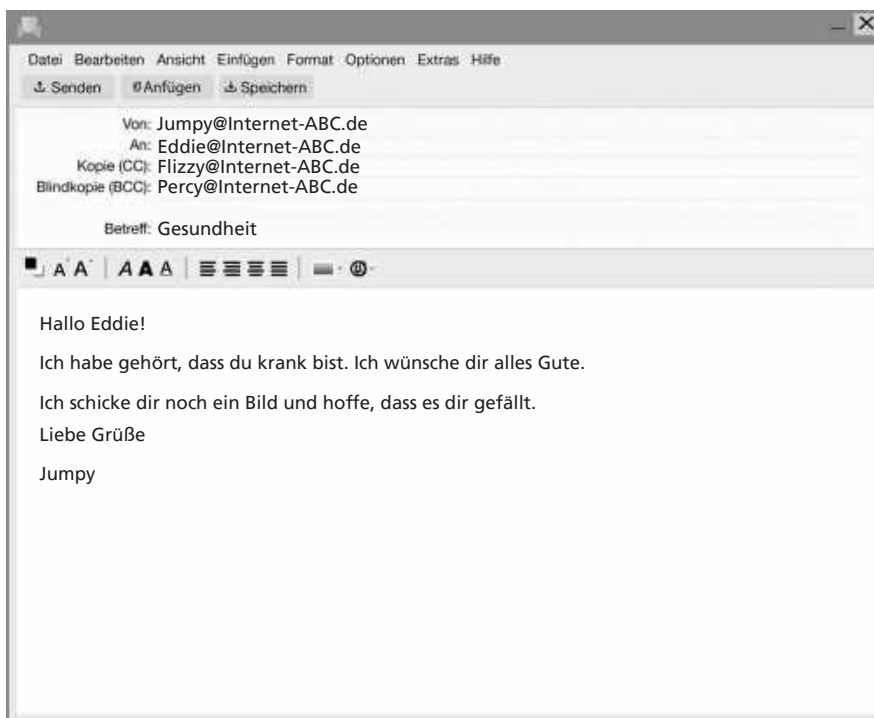 Datei Bearbeiten Ansicht Einfügen Format Optionen Extras Hilfe
Senden Anfügen Speichern
Von: Jumpy@Internet-ABC.de
An: Eddie@Internet-ABC.de
Kopie (CC): Flizzy@Internet-ABC.de
Blindkopie (BCC): Percy@Internet-ABC.de
Betreff: Gesundheit
Hallo Eddie!
Ich habe gehört, dass du krank bist. Ich wünsche dir alles Gute.
Ich schicke dir noch ein Bild und hoffe, dass es dir gefällt.
Liebe Grüße
Jumpy